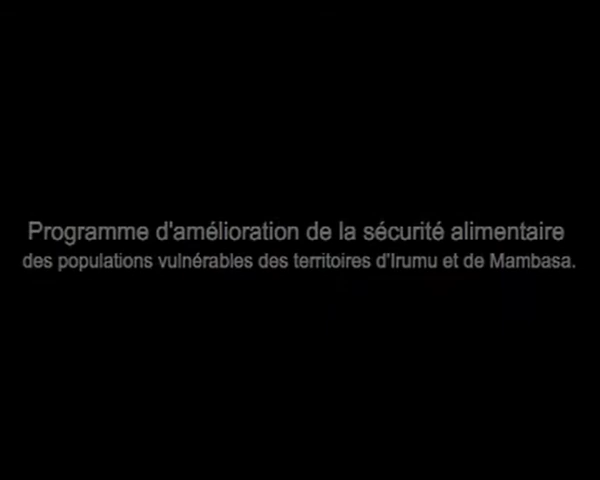 Programme d'amélioration de la sécurité alimentaire
des populations vulnérables des territoires d'Irumu et de Mambasa.